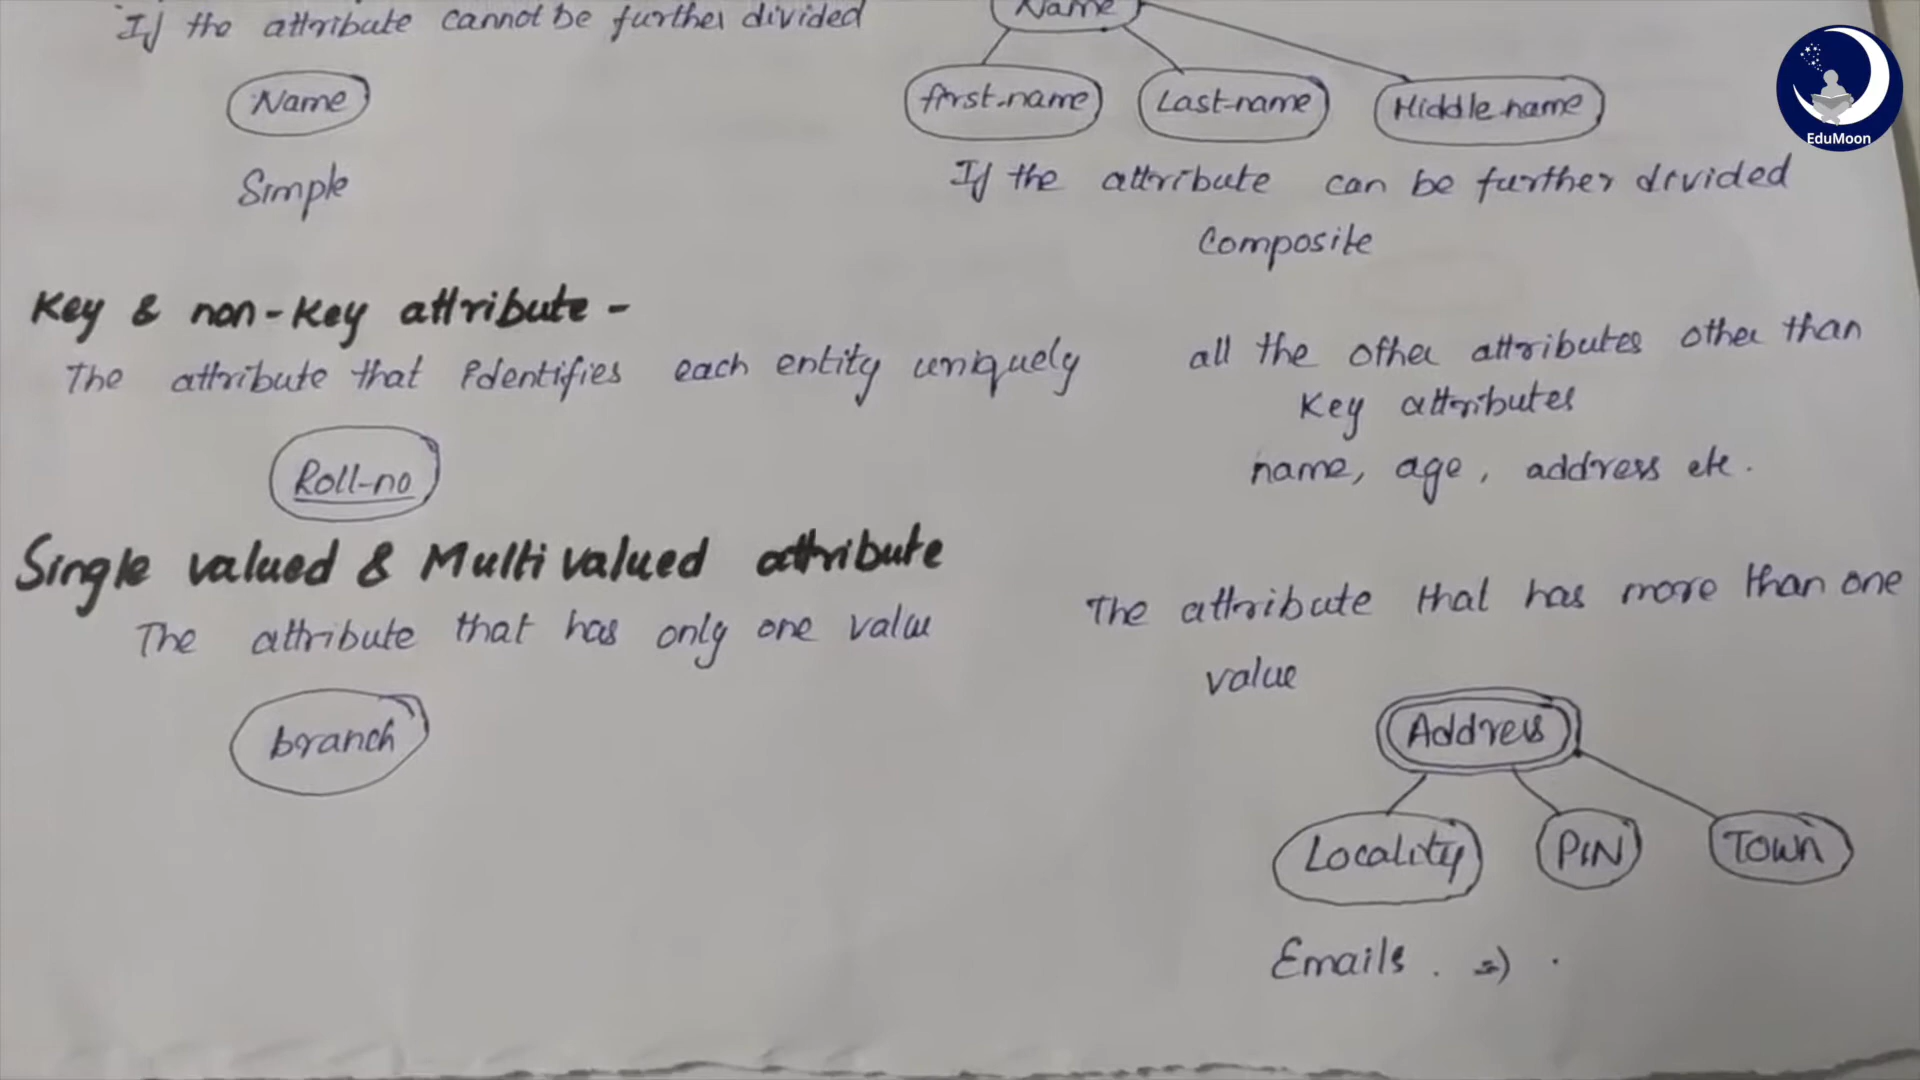 If the attribute cannot be further divided
Name
Simple
Name
first-name
Last-name
Middle-name
If the attribute can be further divided
Composite
Key & non-key attribute -
The attribute that identifies each entity uniquely
Roll-no
all the other attributes other than
Key attributes
name, age, address etc.
Single valued & Multi valued attribute
The attribute that has only one value
branch
The attribute that has more than one
value
Address
Locality
PIN
Town
Emails . => .
EduMoon